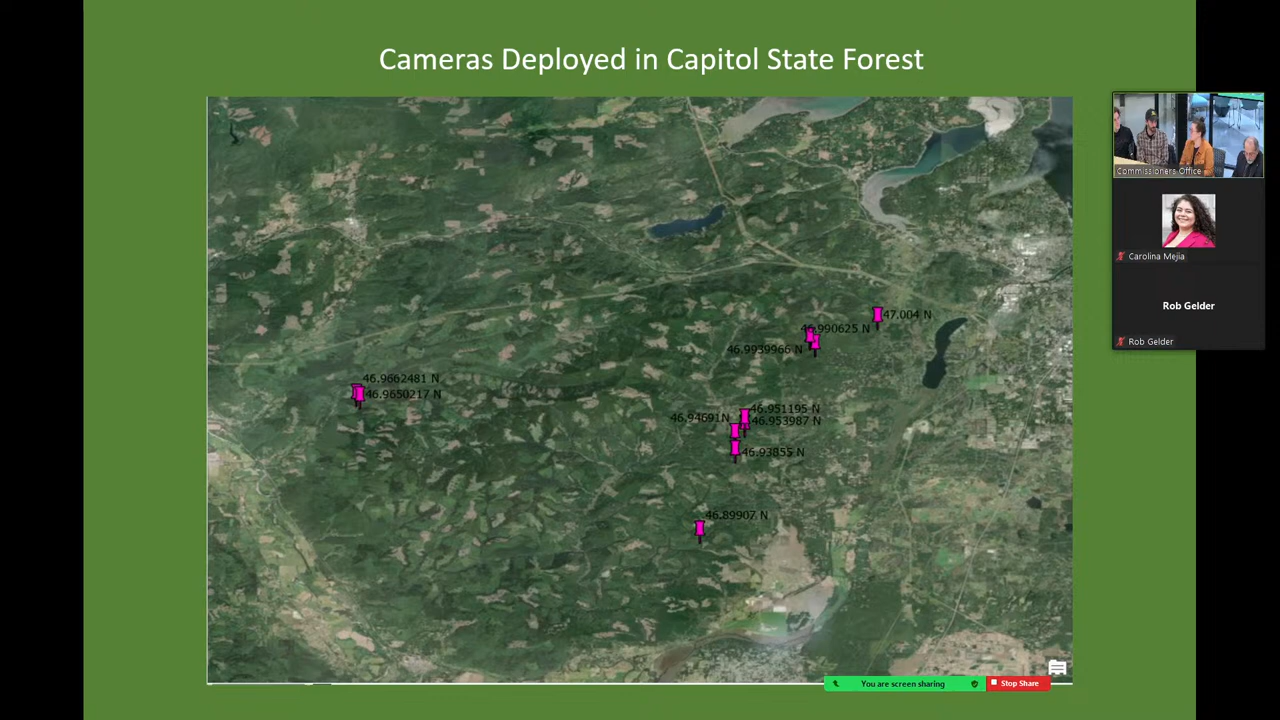 Cameras Deployed in Capitol State Forest
47.004 N
46.990625 N
46.9939966 N
46.9662481 N
46.9650217 N
46.951195 N
46.94691N
46.953987 N
46.93855 N
46.89907 N
Commissioners Office
Carolina Mejia
Rob Gelder
Rob Gelder
You are screen sharing
Stop Share